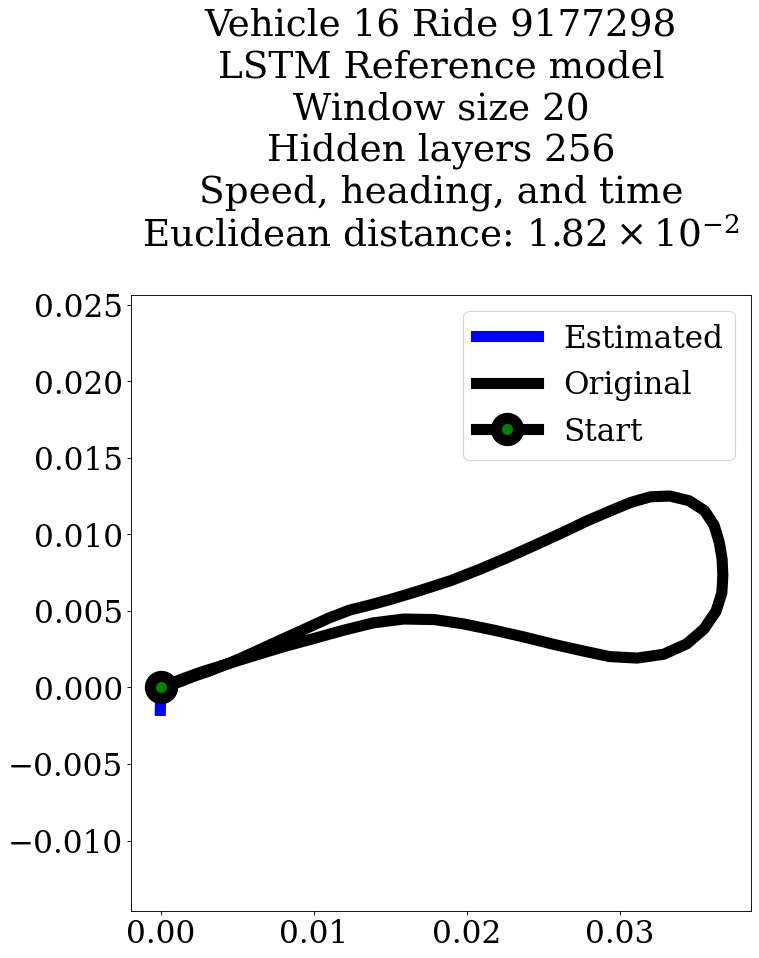 Vehicle 16 Ride 9177298
LSTM Reference model
Window size 20
Hidden layers 256
Speed, heading, and time
Euclidean distance: 1.82 × 10⁻²
0.025
Estimated
0.020
Original
0.015
Start
0.010
0.005
0.000
−0.005
−0.010
0.00 0.01 0.02 0.03